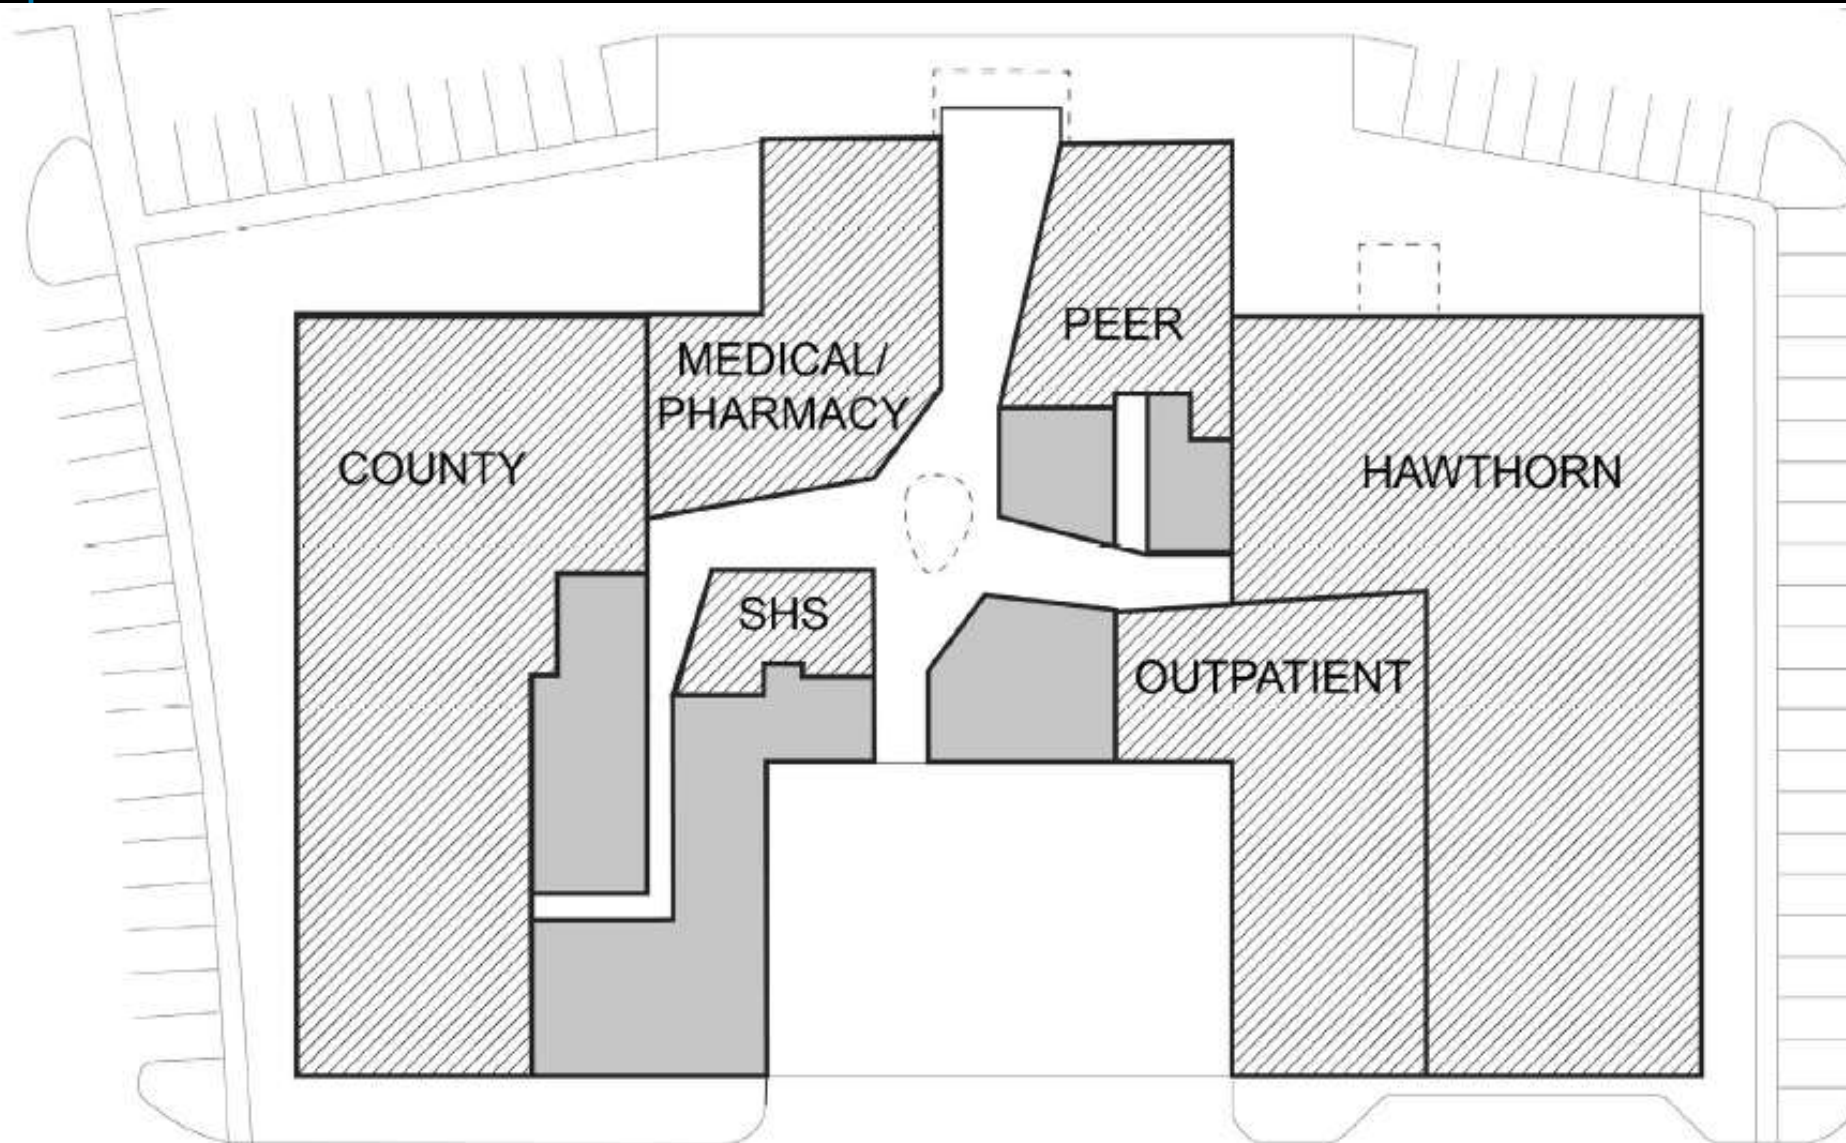 PEER
MEDICAL/
PHARMACY
COUNTY
HAWTHORN
SHS
OUTPATIENT